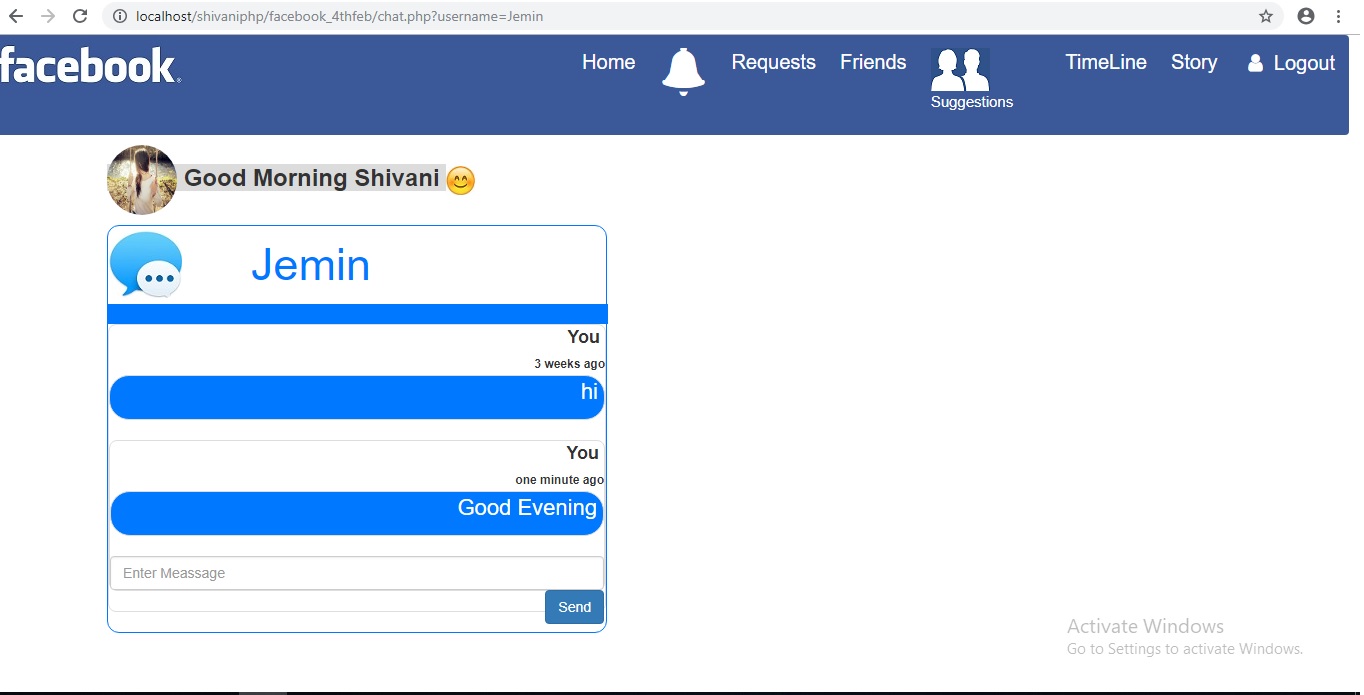 localhost/shivaniphp/facebook_4thfeb/chat.php?username=Jemin
facebook
Home Requests Friends Suggestions TimeLine Story Logout
Good Morning Shivani
Jemin
You
3 weeks ago
hi
You
one minute ago
Good Evening
Enter Meassage
Send
Activate Windows
Go to Settings to activate Windows.